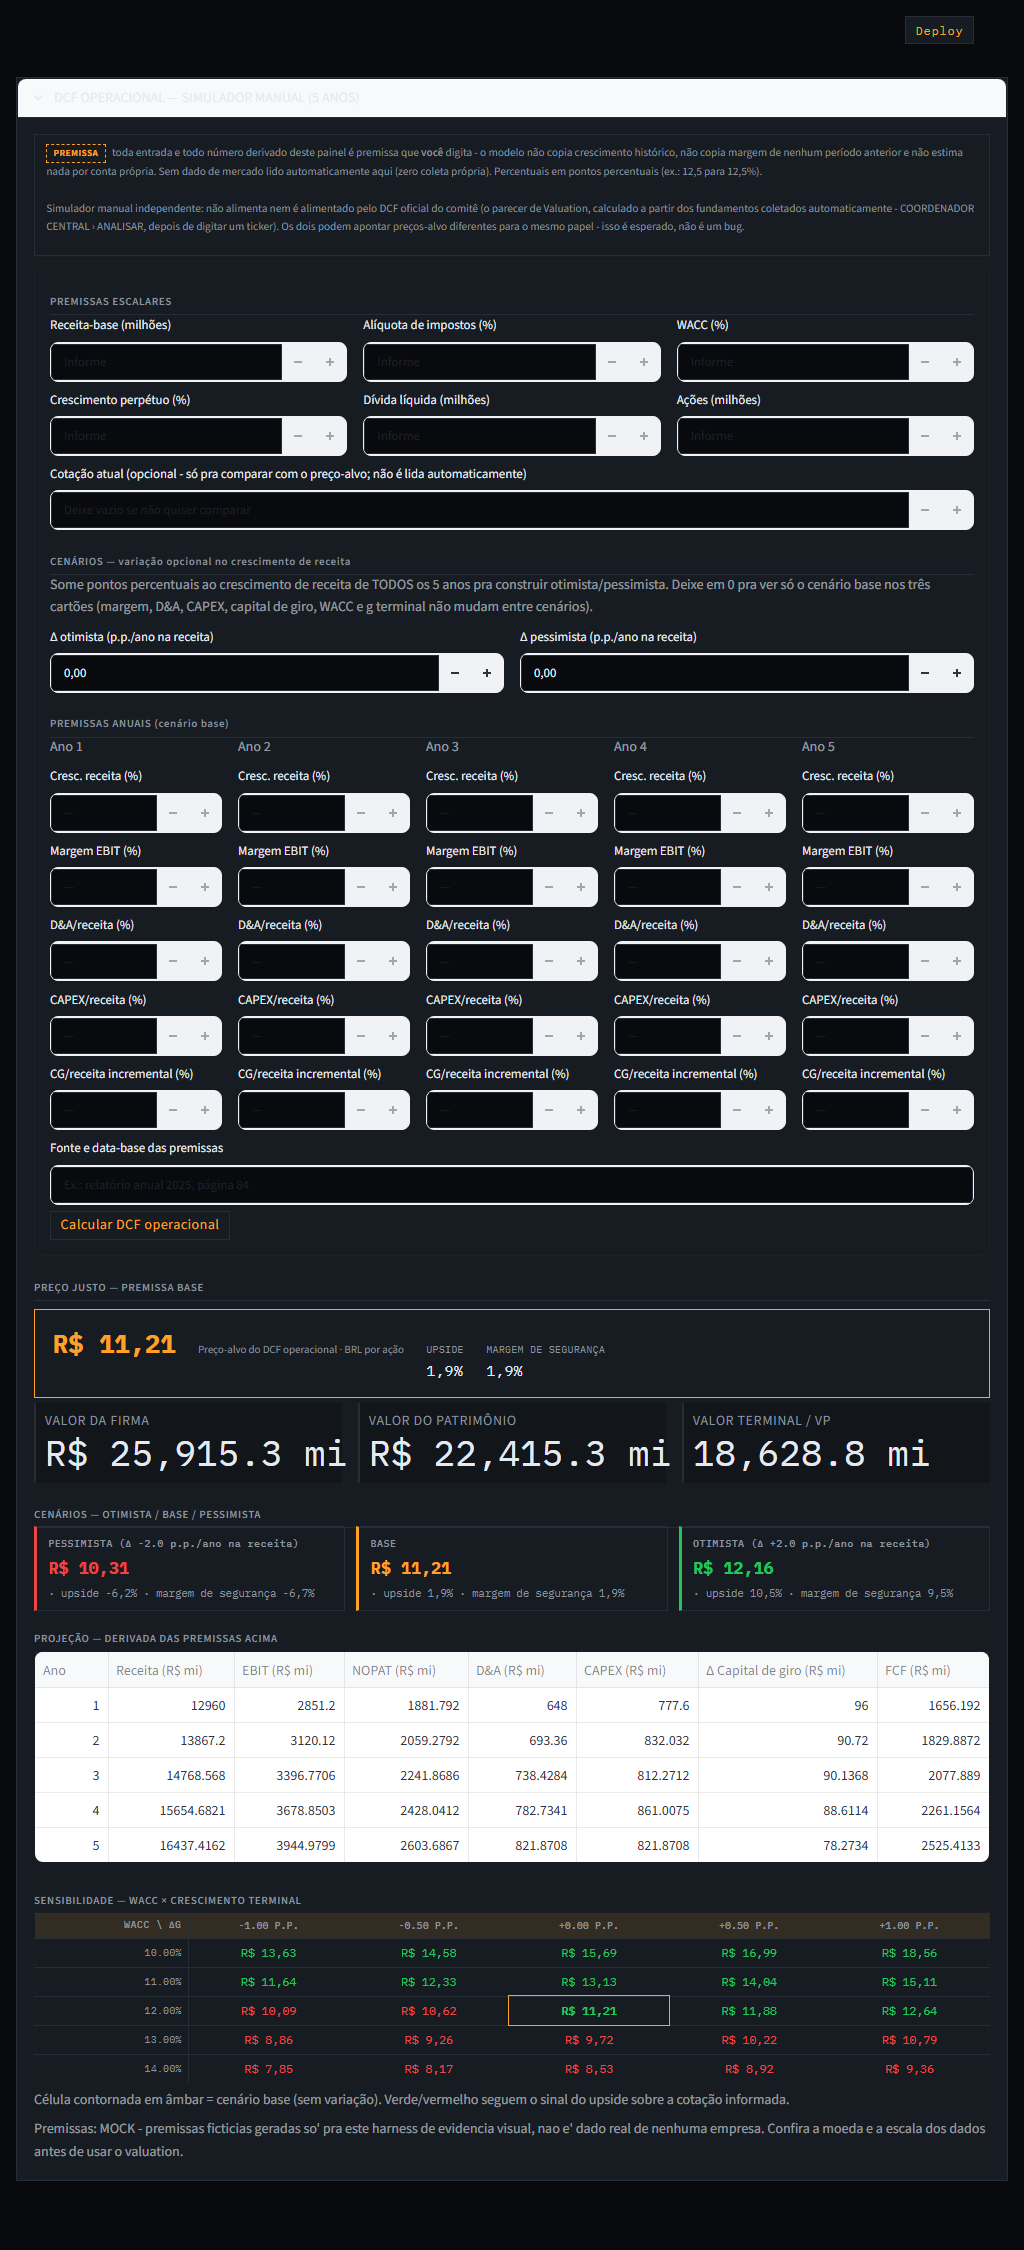 Deploy
DCF OPERACIONAL — SIMULADOR MANUAL (5 ANOS)
PREMISSA toda entrada e todo número derivado deste painel é premissa que você digita - o modelo não copia crescimento histórico, não copia margem de nenhum período anterior e não estima
nada por conta própria. Sem dado de mercado lido automaticamente aqui (zero coleta própria). Percentuais em pontos percentuais (ex.: 12,5 para 12,5%).
Simulador manual independente: não alimenta nem é alimentado pelo DCF oficial do comitê (o parecer de Valuation, calculado a partir dos fundamentos coletados automaticamente - COORDENADOR
CENTRAL › ANALISAR, depois de digitar um ticker). Os dois podem apontar preços-alvo diferentes para o mesmo papel - isso é esperado, não é um bug.
PREMISSAS ESCALARES
Receita-base (milhões) Alíquota de impostos (%) WACC (%)
Informe Informe Informe
Crescimento perpétuo (%) Dívida líquida (milhões) Ações (milhões)
Informe Informe Informe
Cotação atual (opcional - só pra comparar com o preço-alvo; não é lida automaticamente)
Deixe vazio se não quiser comparar
CENÁRIOS — variação opcional no crescimento de receita
Some pontos percentuais ao crescimento de receita de TODOS os 5 anos pra construir otimista/pessimista. Deixe em 0 pra ver só o cenário base nos três
cartões (margem, D&A, CAPEX, capital de giro, WACC e g terminal não mudam entre cenários).
Δ otimista (p.p./ano na receita) Δ pessimista (p.p./ano na receita)
0,00 0,00
PREMISSAS ANUAIS (cenário base)
Ano 1 Ano 2 Ano 3 Ano 4 Ano 5
Cresc. receita (%) Cresc. receita (%) Cresc. receita (%) Cresc. receita (%) Cresc. receita (%)
— — — — —
Margem EBIT (%) Margem EBIT (%) Margem EBIT (%) Margem EBIT (%) Margem EBIT (%)
— — — — —
D&A/receita (%) D&A/receita (%) D&A/receita (%) D&A/receita (%) D&A/receita (%)
— — — — —
CAPEX/receita (%) CAPEX/receita (%) CAPEX/receita (%) CAPEX/receita (%) CAPEX/receita (%)
— — — — —
CG/receita incremental (%) CG/receita incremental (%) CG/receita incremental (%) CG/receita incremental (%) CG/receita incremental (%)
— — — — —
Fonte e data-base das premissas
Ex.: relatório anual 2025, página 84
Calcular DCF operacional
PREÇO JUSTO — PREMISSA BASE
R$ 11,21 Preço-alvo do DCF operacional · BRL por ação UPSIDE MARGEM DE SEGURANÇA
1,9% 1,9%
VALOR DA FIRMA VALOR DO PATRIMÔNIO VALOR TERMINAL / VP
R$ 25,915.3 mi R$ 22,415.3 mi 18,628.8 mi
CENÁRIOS — OTIMISTA / BASE / PESSIMISTA
PESSIMISTA (Δ -2.0 p.p./ano na receita) BASE OTIMISTA (Δ +2.0 p.p./ano na receita)
R$ 10,31 R$ 11,21 R$ 12,16
· upside -6,2% · margem de segurança -6,7% · upside 1,9% · margem de segurança 1,9% · upside 10,5% · margem de segurança 9,5%
PROJEÇÃO — DERIVADA DAS PREMISSAS ACIMA
Ano Receita (R$ mi) EBIT (R$ mi) NOPAT (R$ mi) D&A (R$ mi) CAPEX (R$ mi) Δ Capital de giro (R$ mi) FCF (R$ mi)
1 12960 2851.2 1881.792 648 777.6 96 1656.192
2 13867.2 3120.12 2059.2792 693.36 832.032 90.72 1829.8872
3 14768.568 3396.7706 2241.8686 738.4284 812.2712 90.1368 2077.889
4 15654.6821 3678.8503 2428.0412 782.7341 861.0075 88.6114 2261.1564
5 16437.4162 3944.9799 2603.6867 821.8708 821.8708 78.2734 2525.4133
SENSIBILIDADE — WACC × CRESCIMENTO TERMINAL
WACC \ ΔG -1.00 P.P. -0.50 P.P. +0.00 P.P. +0.50 P.P. +1.00 P.P.
10.00% R$ 13,63 R$ 14,58 R$ 15,69 R$ 16,99 R$ 18,56
11.00% R$ 11,64 R$ 12,33 R$ 13,13 R$ 14,04 R$ 15,11
12.00% R$ 10,09 R$ 10,62 R$ 11,21 R$ 11,88 R$ 12,64
13.00% R$ 8,86 R$ 9,26 R$ 9,72 R$ 10,22 R$ 10,79
14.00% R$ 7,85 R$ 8,17 R$ 8,53 R$ 8,92 R$ 9,36
Célula contornada em âmbar = cenário base (sem variação). Verde/vermelho seguem o sinal do upside sobre a cotação informada.
Premissas: MOCK - premissas ficticias geradas so' pra este harness de evidencia visual, nao e' dado real de nenhuma empresa. Confira a moeda e a escala dos dados
antes de usar o valuation.